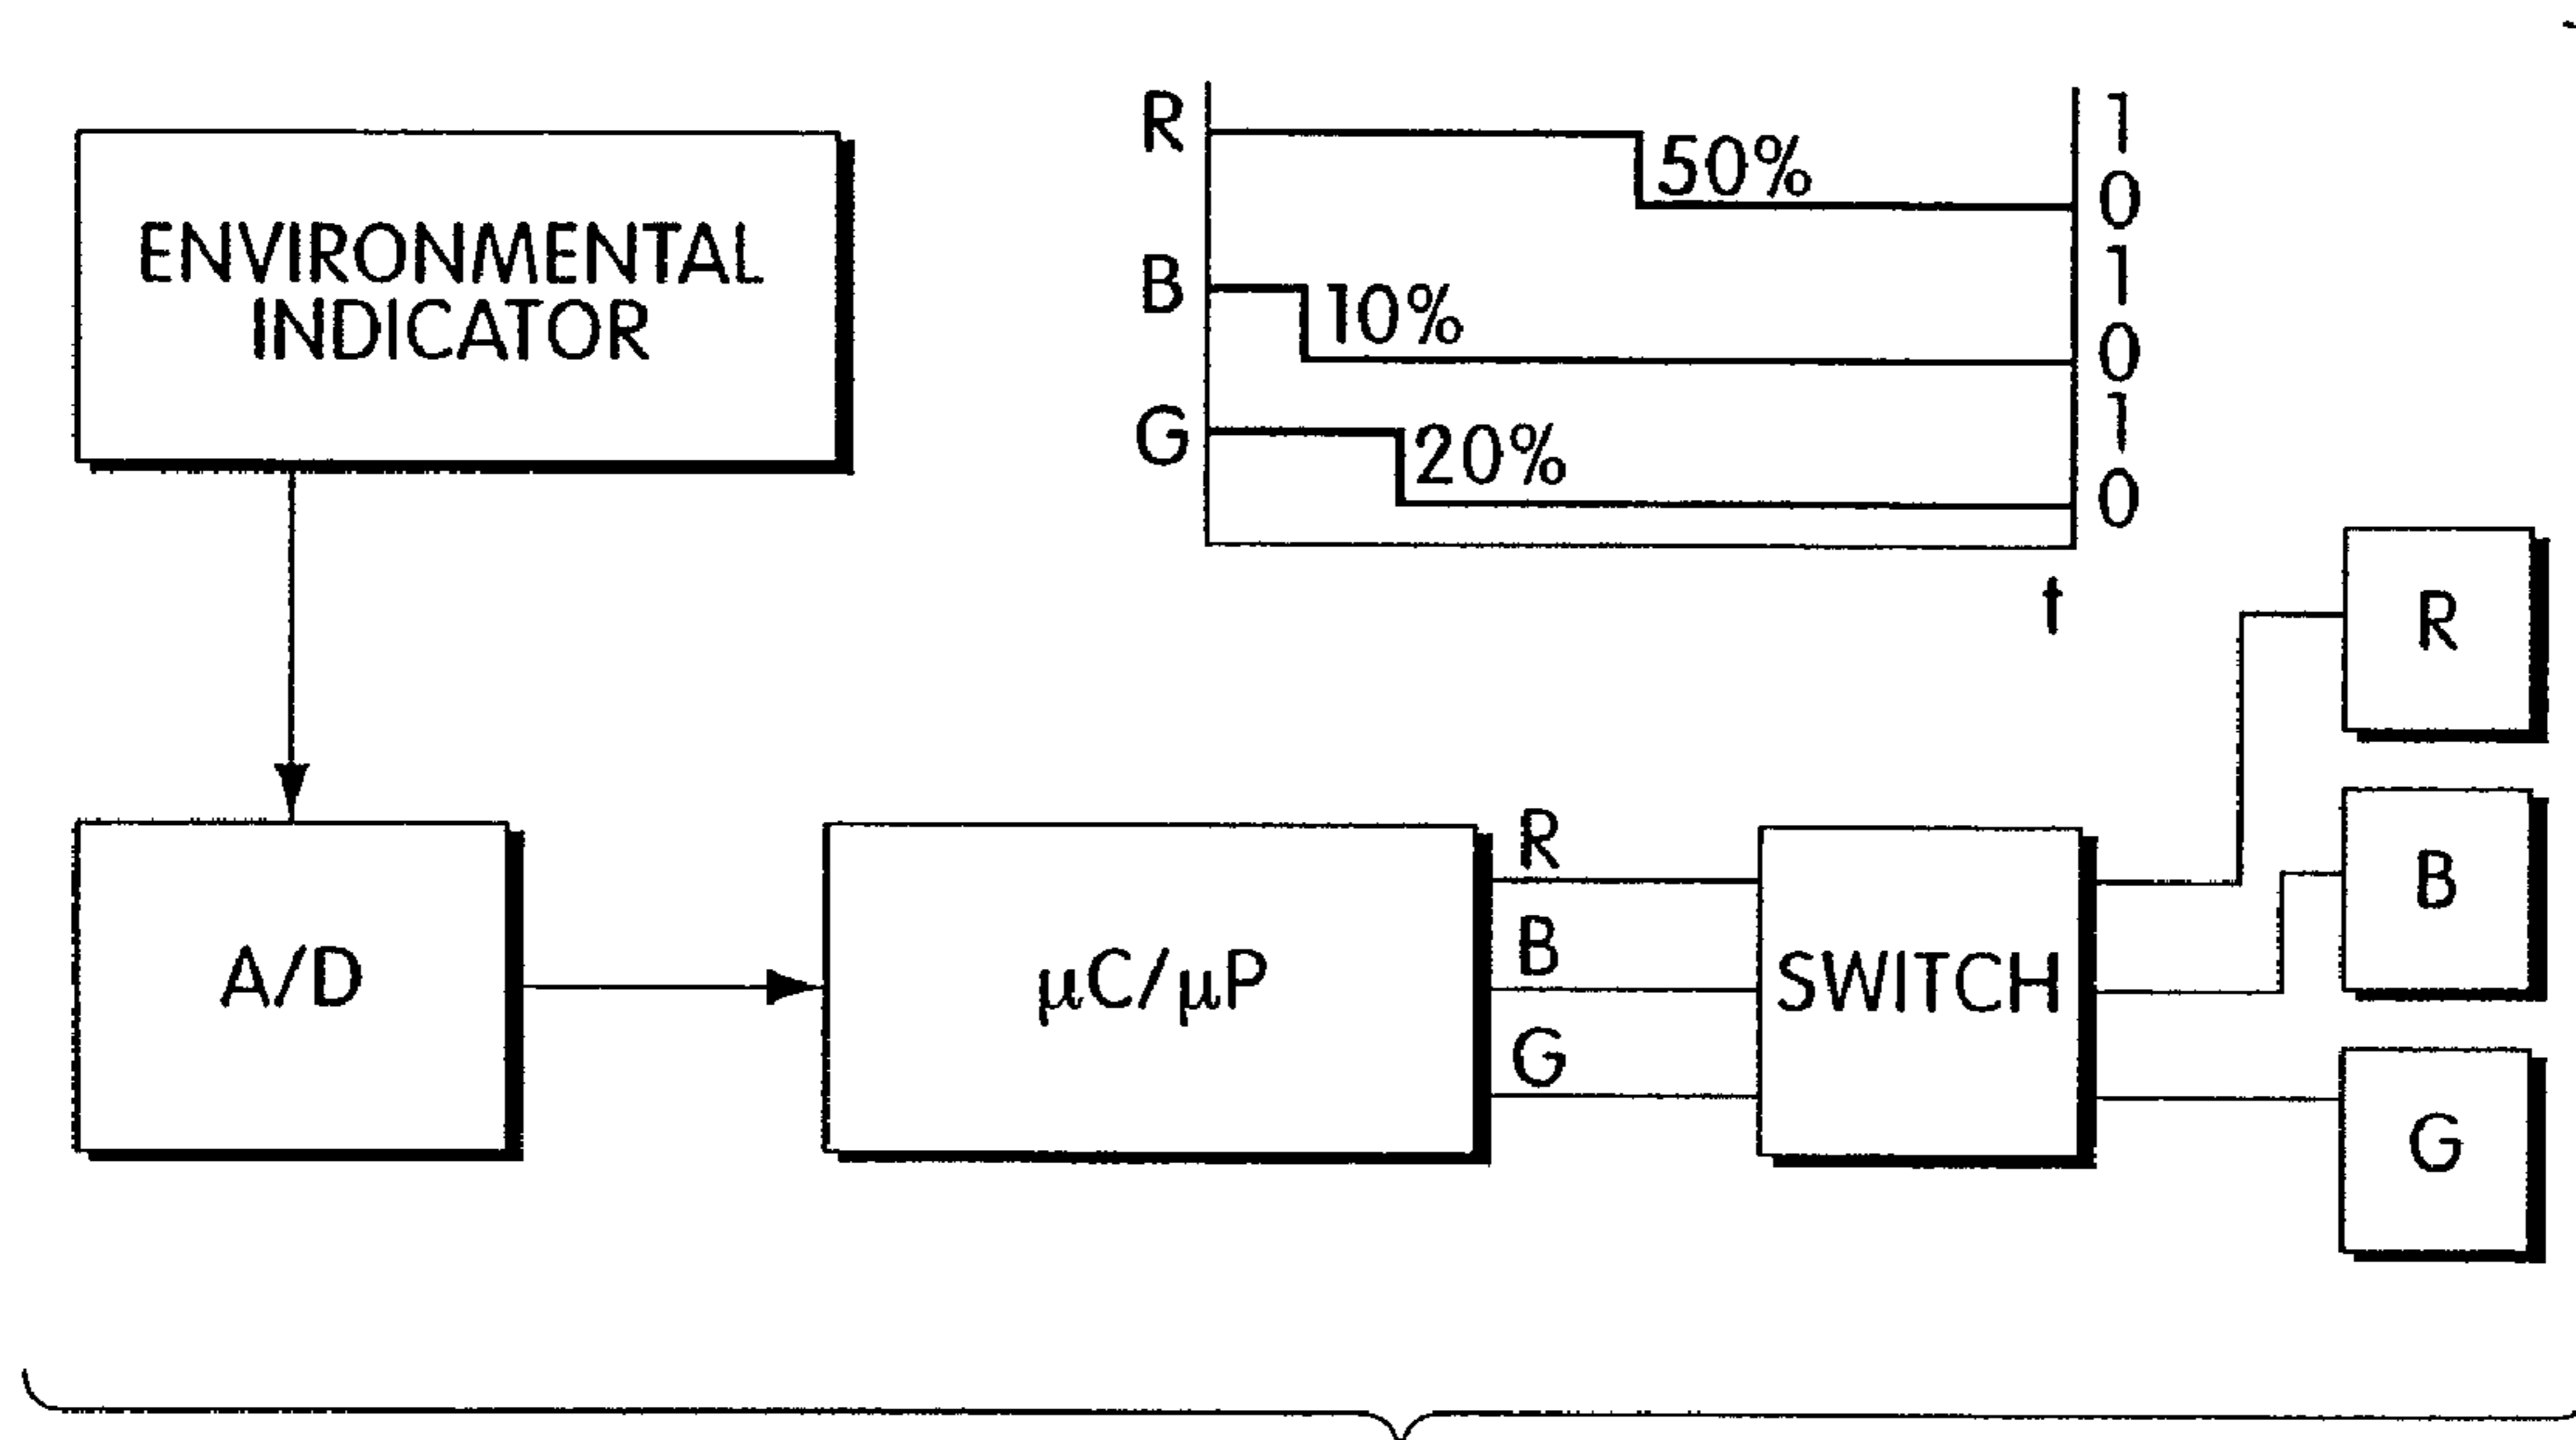 ENVIRONMENTAL
INDICATOR
R
50%
1
0
B
10%
1
0
G
20%
1
0
t
A/D
μC/μP
R
B
G
SWITCH
R
B
G